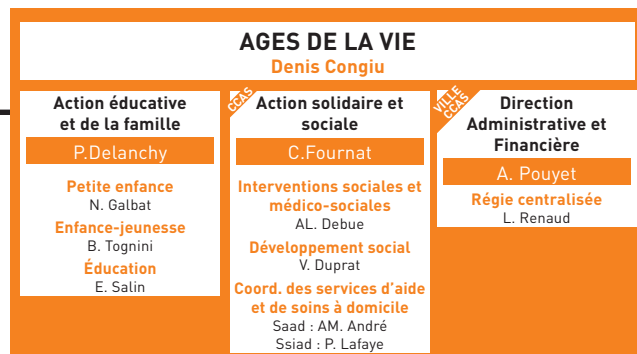 AGES DE LA VIE
Denis Congiu
Action éducative
et de la famille
P.Delanchy
Petite enfance
N. Galbat
Enfance-jeunesse
B. Tognini
Éducation
E. Salin
CCAS
Action solidaire et
sociale
C.Fournat
Interventions sociales et
médico-sociales
AL. Debue
Développement social
V. Duprat
Coord. des services d'aide
et de soins à domicile
Saad : AM. André
Ssiad : P. Lafaye
VILLE
CCAS
Direction
Administrative et
Financière
A. Pouyet
Régie centralisée
L. Renaud